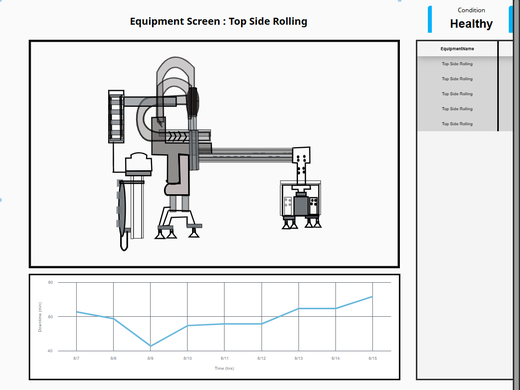 Equipment Screen : Top Side Rolling
Condition
Healthy
EquipmentName
Top Side Rolling
Top Side Rolling
Top Side Rolling
Top Side Rolling
Top Side Rolling
80
60
40
Downtime (min)
8/7
8/8
8/9
8/10
8/11
8/12
8/13
8/14
8/15
Time (hrs)